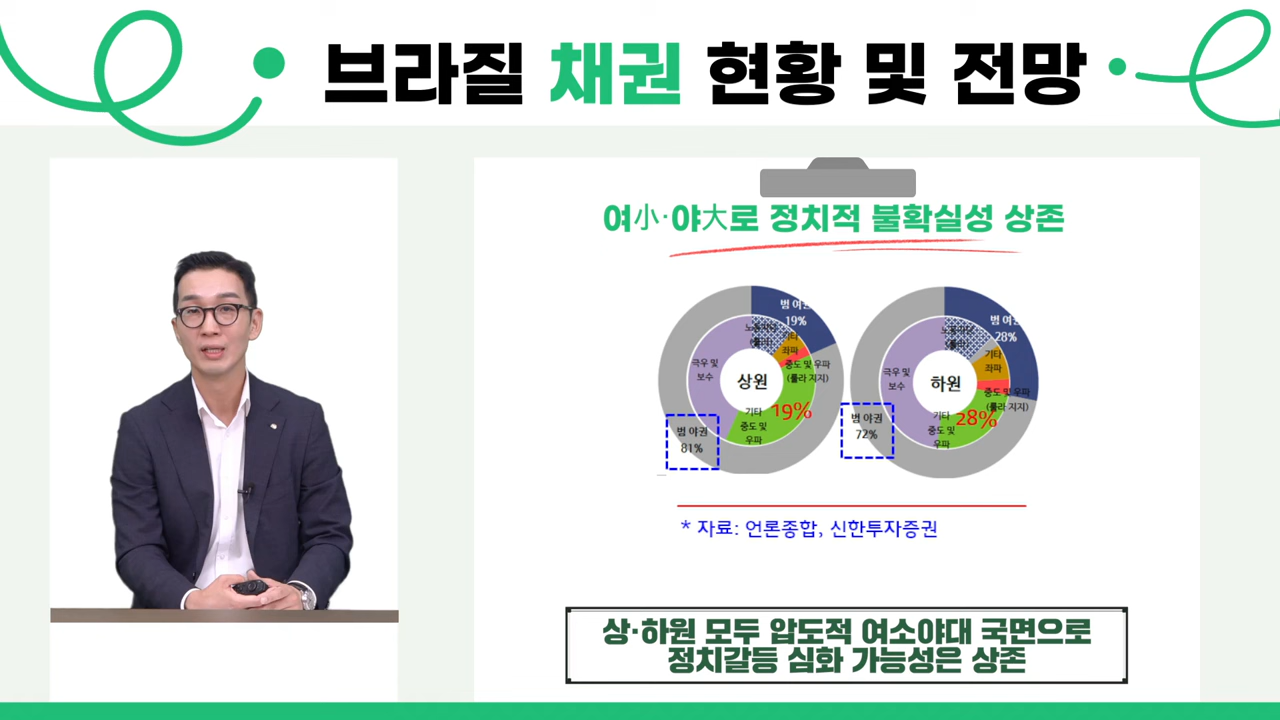 브라질 채권 현황 및 전망
여小·야大로 정치적 불확실성 상존
범 여권
19%
기타
좌파
극우 및
보수
중도 및 우파
(룰라 지지)
상원
19%
기타
중도 및
우파
범 야권
81%
범 여권
28%
기타
좌파
극우 및
보수
하원
중도 및 우파
(룰라 지지)
28%
기타
중도 및
우파
범 야권
72%
* 자료: 언론종합, 신한투자증권
상·하원 모두 압도적 여소야대 국면으로
정치갈등 심화 가능성은 상존